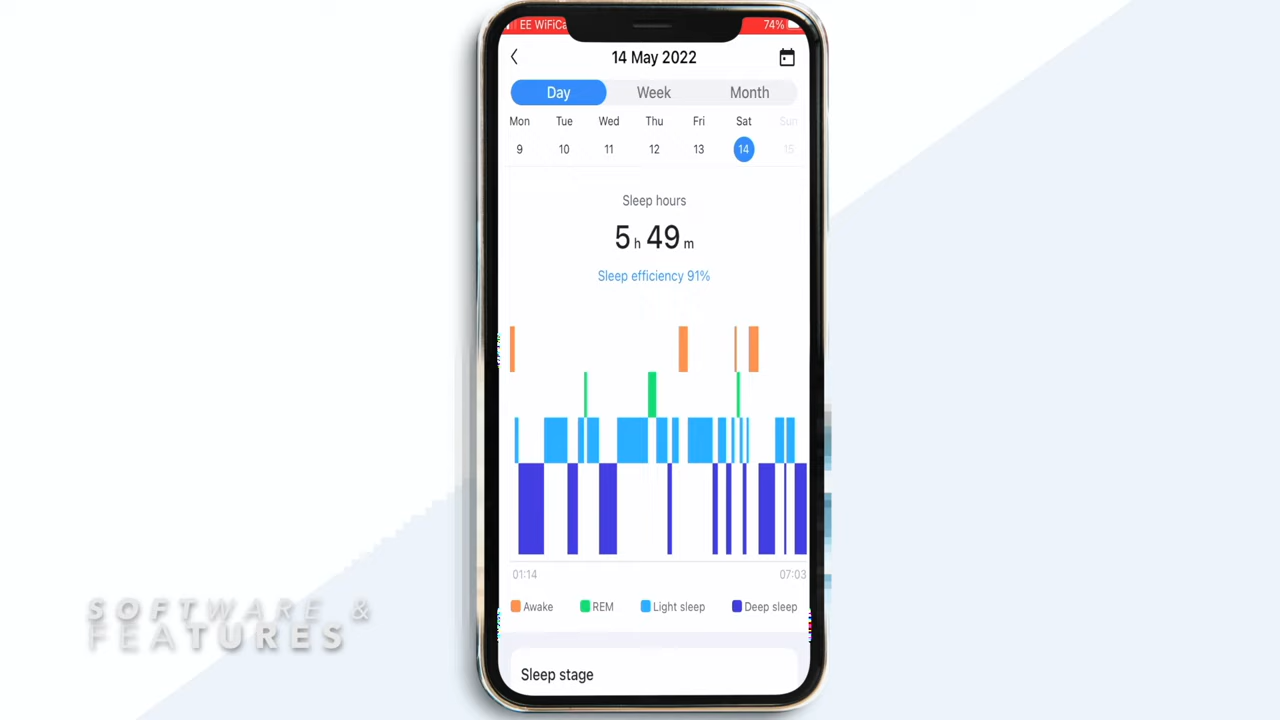 EE WiFiCa 74%
14 May 2022
Day Week Month
Mon Tue Wed Thu Fri Sat Sun
9 10 11 12 13 14 15
Sleep hours
5 h 49 m
Sleep efficiency 91%
01:14 07:03
Awake REM Light sleep Deep sleep
Sleep stage
SOFTWARE &
FEATURES